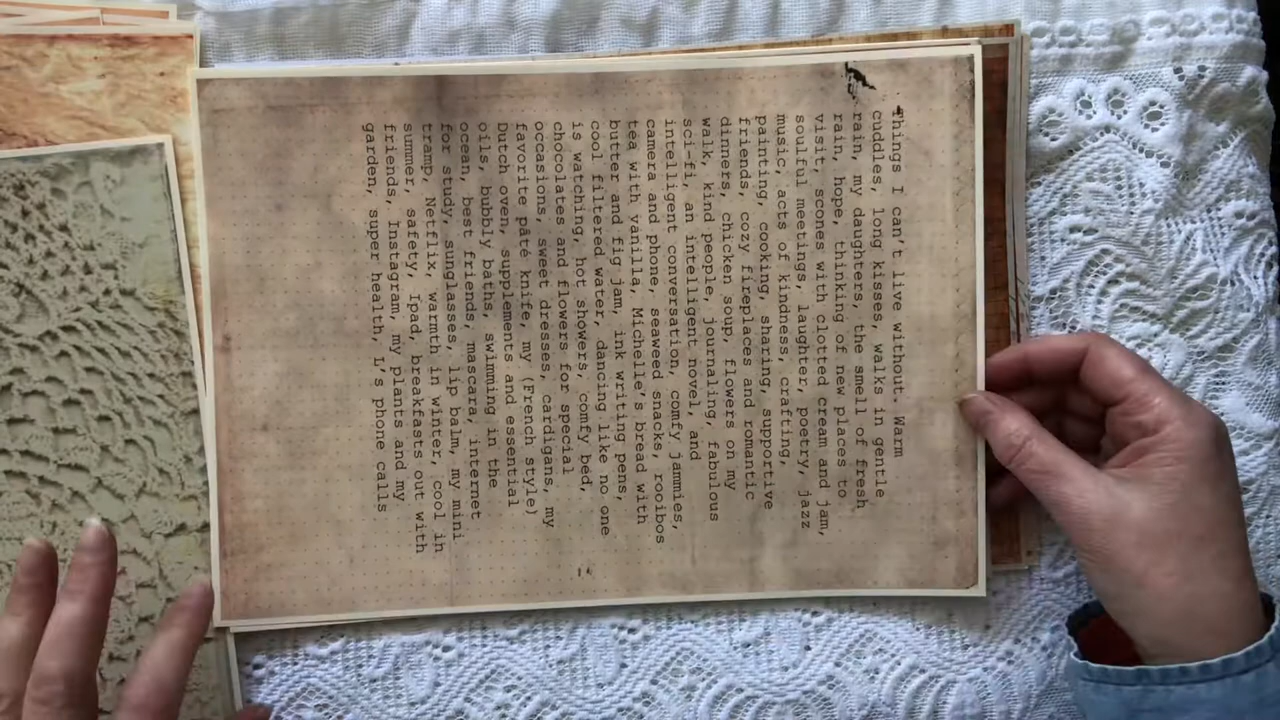 Things I can't live without. Warm
cuddles, long kisses, walks in gentle
rain, my daughters, the smell of fresh
rain, hope, thinking of new places to
visit, scones with clotted cream and jam,
soulful meetings, laughter, poetry, jazz
music, acts of kindness, crafting,
painting, cooking, sharing, supportive
friends, cozy fireplaces and romantic
dinners, chicken soup, flowers on my
walk, kind people, journaling, fabulous
sci-fi, an intelligent novel, and
intelligent conversation, comfy jammies,
camera and phone, seaweed snacks, rooibos
tea with vanilla, Michelle's bread with
butter and fig jam, ink writing pens,
cool filtered water, dancing like no one
is watching, hot showers, comfy bed,
chocolates and flowers for special
occasions, sweet dresses, cardigans, my
favorite pâté knife, my (French style)
Dutch oven, supplements and essential
oils, bubbly baths, swimming in the
ocean, best friends, mascara, internet
for study, sunglasses, lip balm, my mini
tramp, Netflix, warmth in winter, cool in
summer, safety, Ipad, breakfasts out with
friends, Instagram, my plants and my
garden, super health, L's phone calls